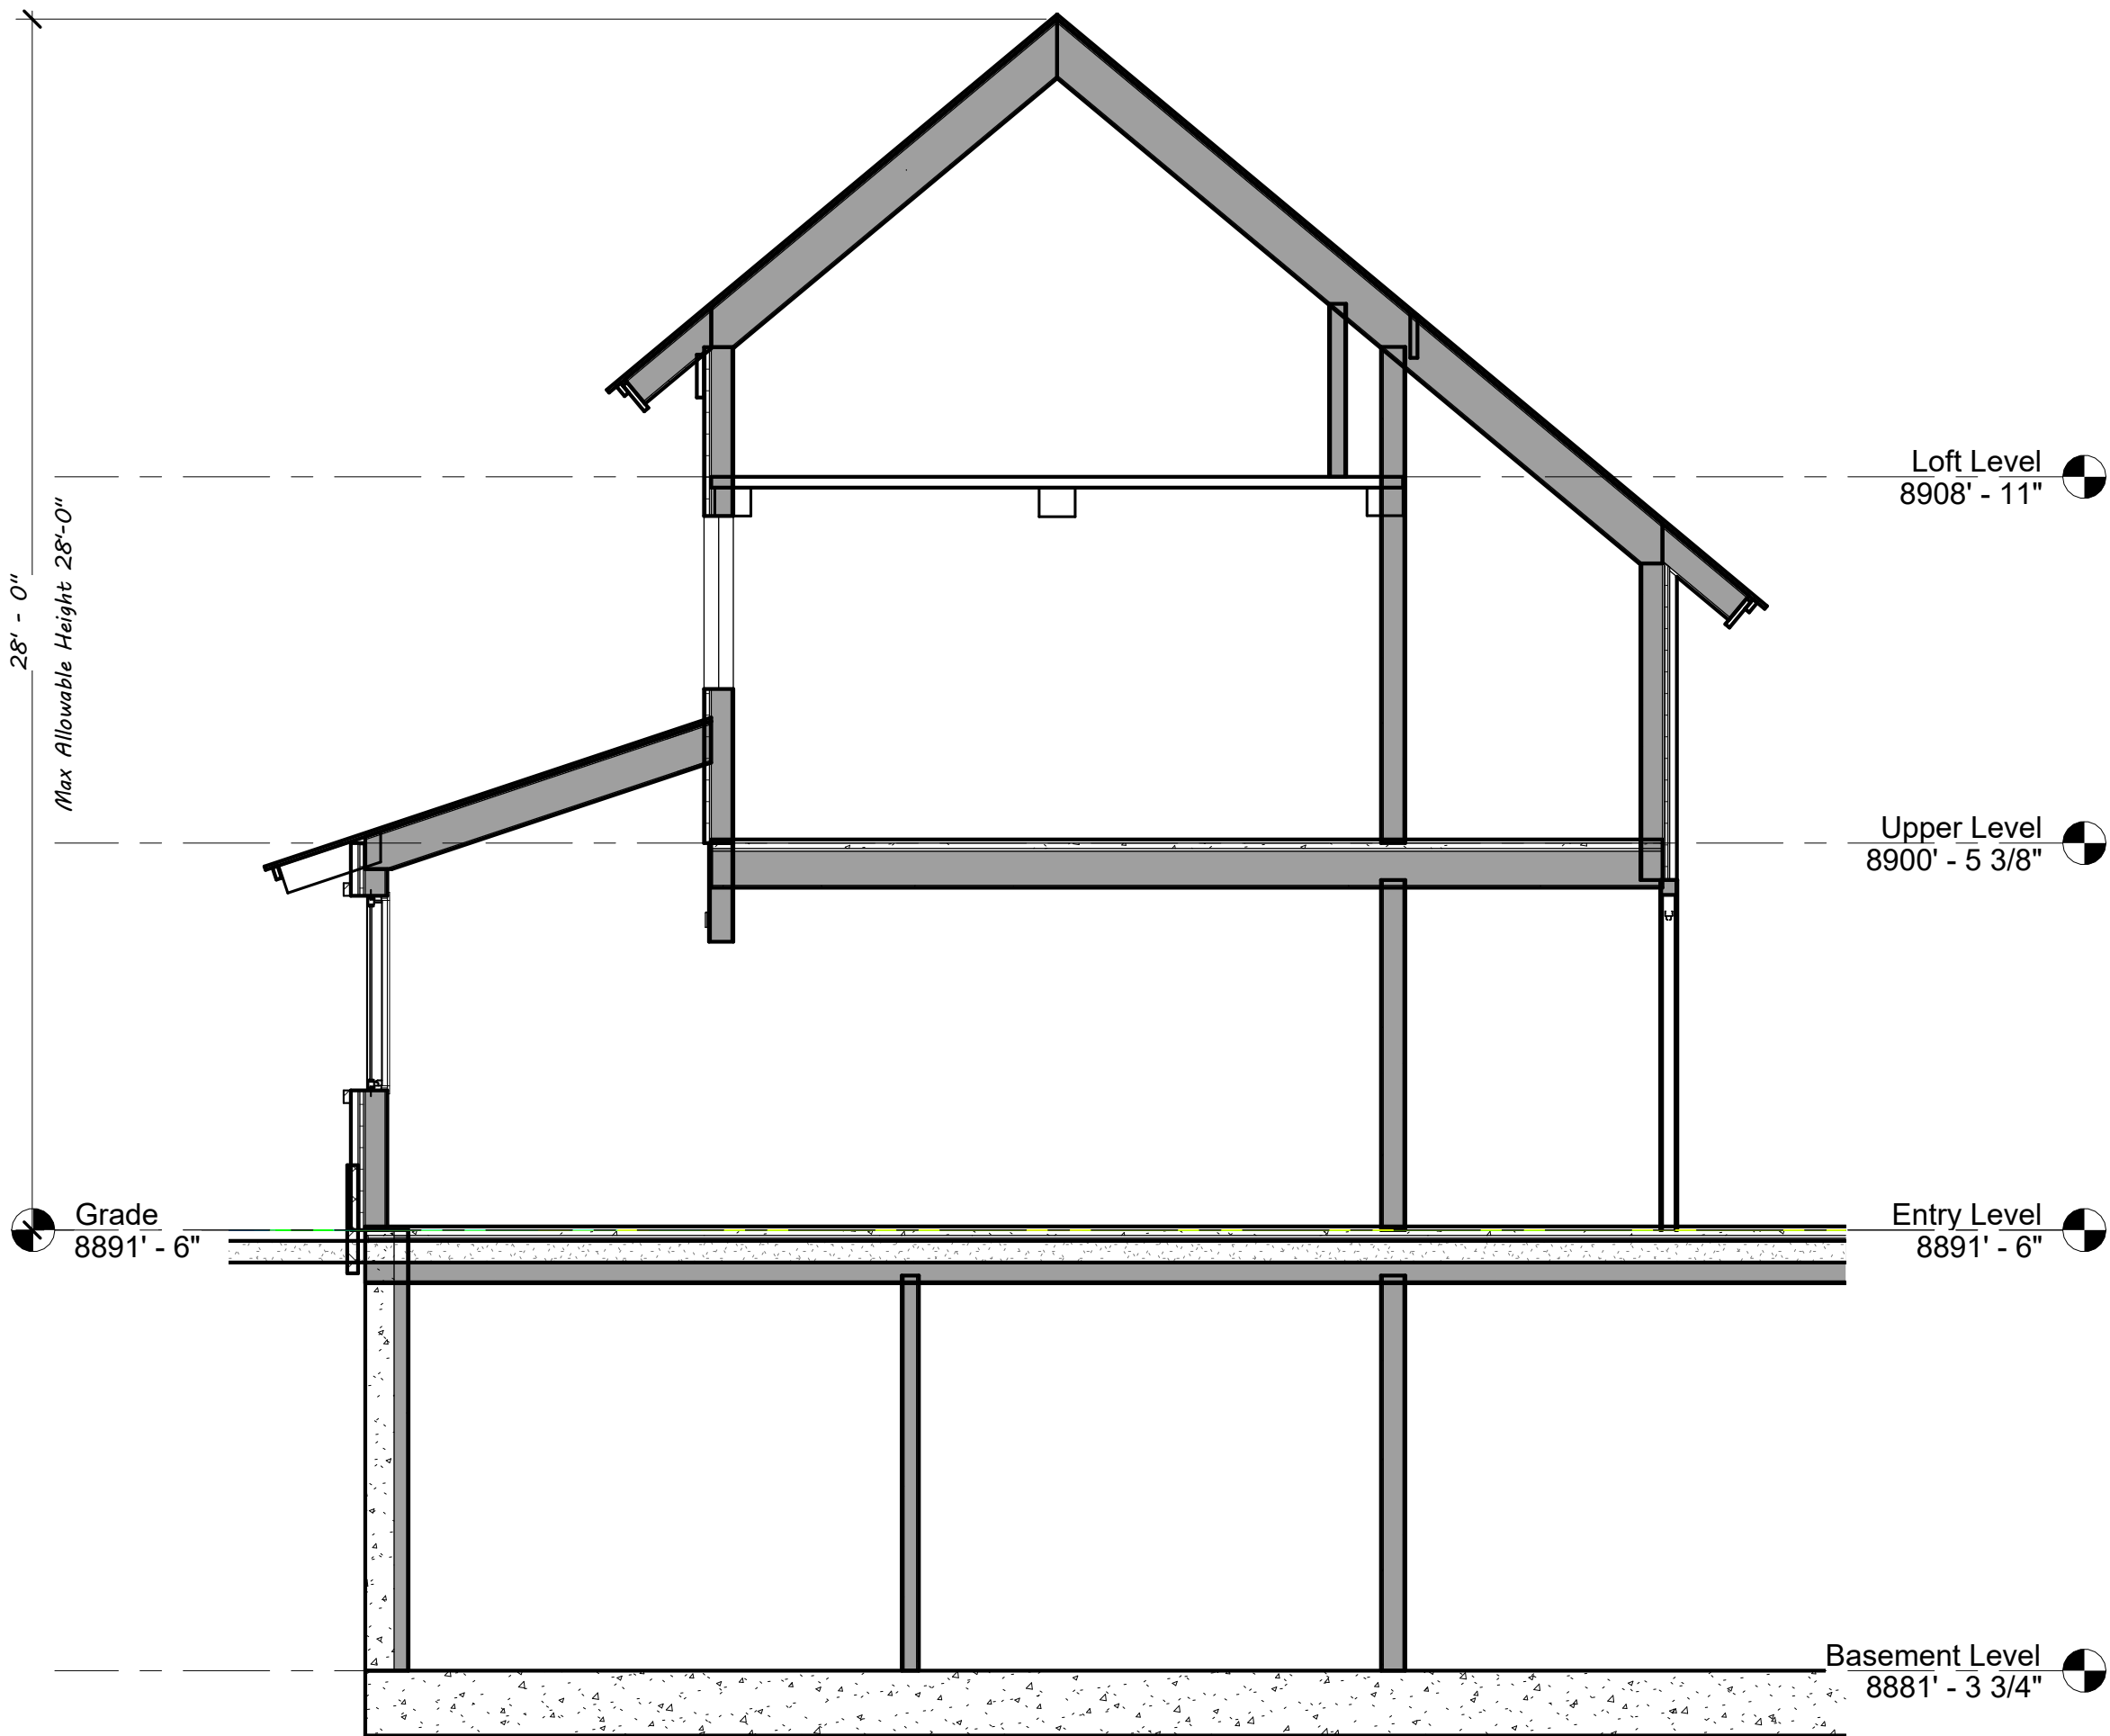 28' - 0"
Max Allowable Height 28'-0"
Loft Level
8908' - 11"
Upper Level
8900' - 5 3/8"
Grade
8891' - 6"
Entry Level
8891' - 6"
Basement Level
8881' - 3 3/4"